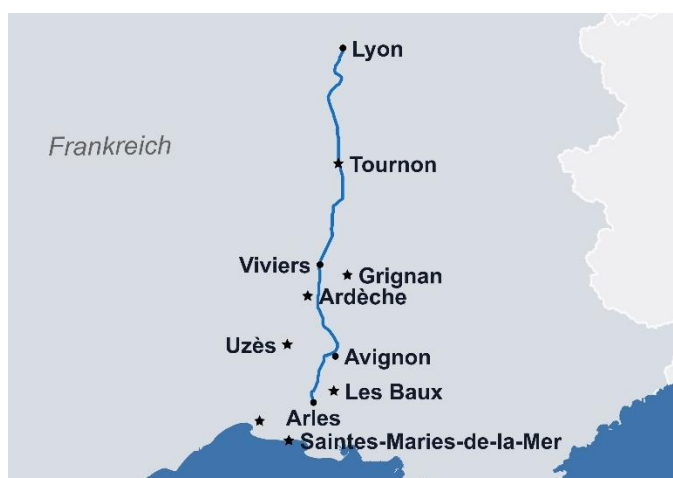 Lyon
Frankreich
Tournon
Viviers
Grignan
Ardèche
Uzès
Avignon
Les Baux
Arles
Saintes-Maries-de-la-Mer